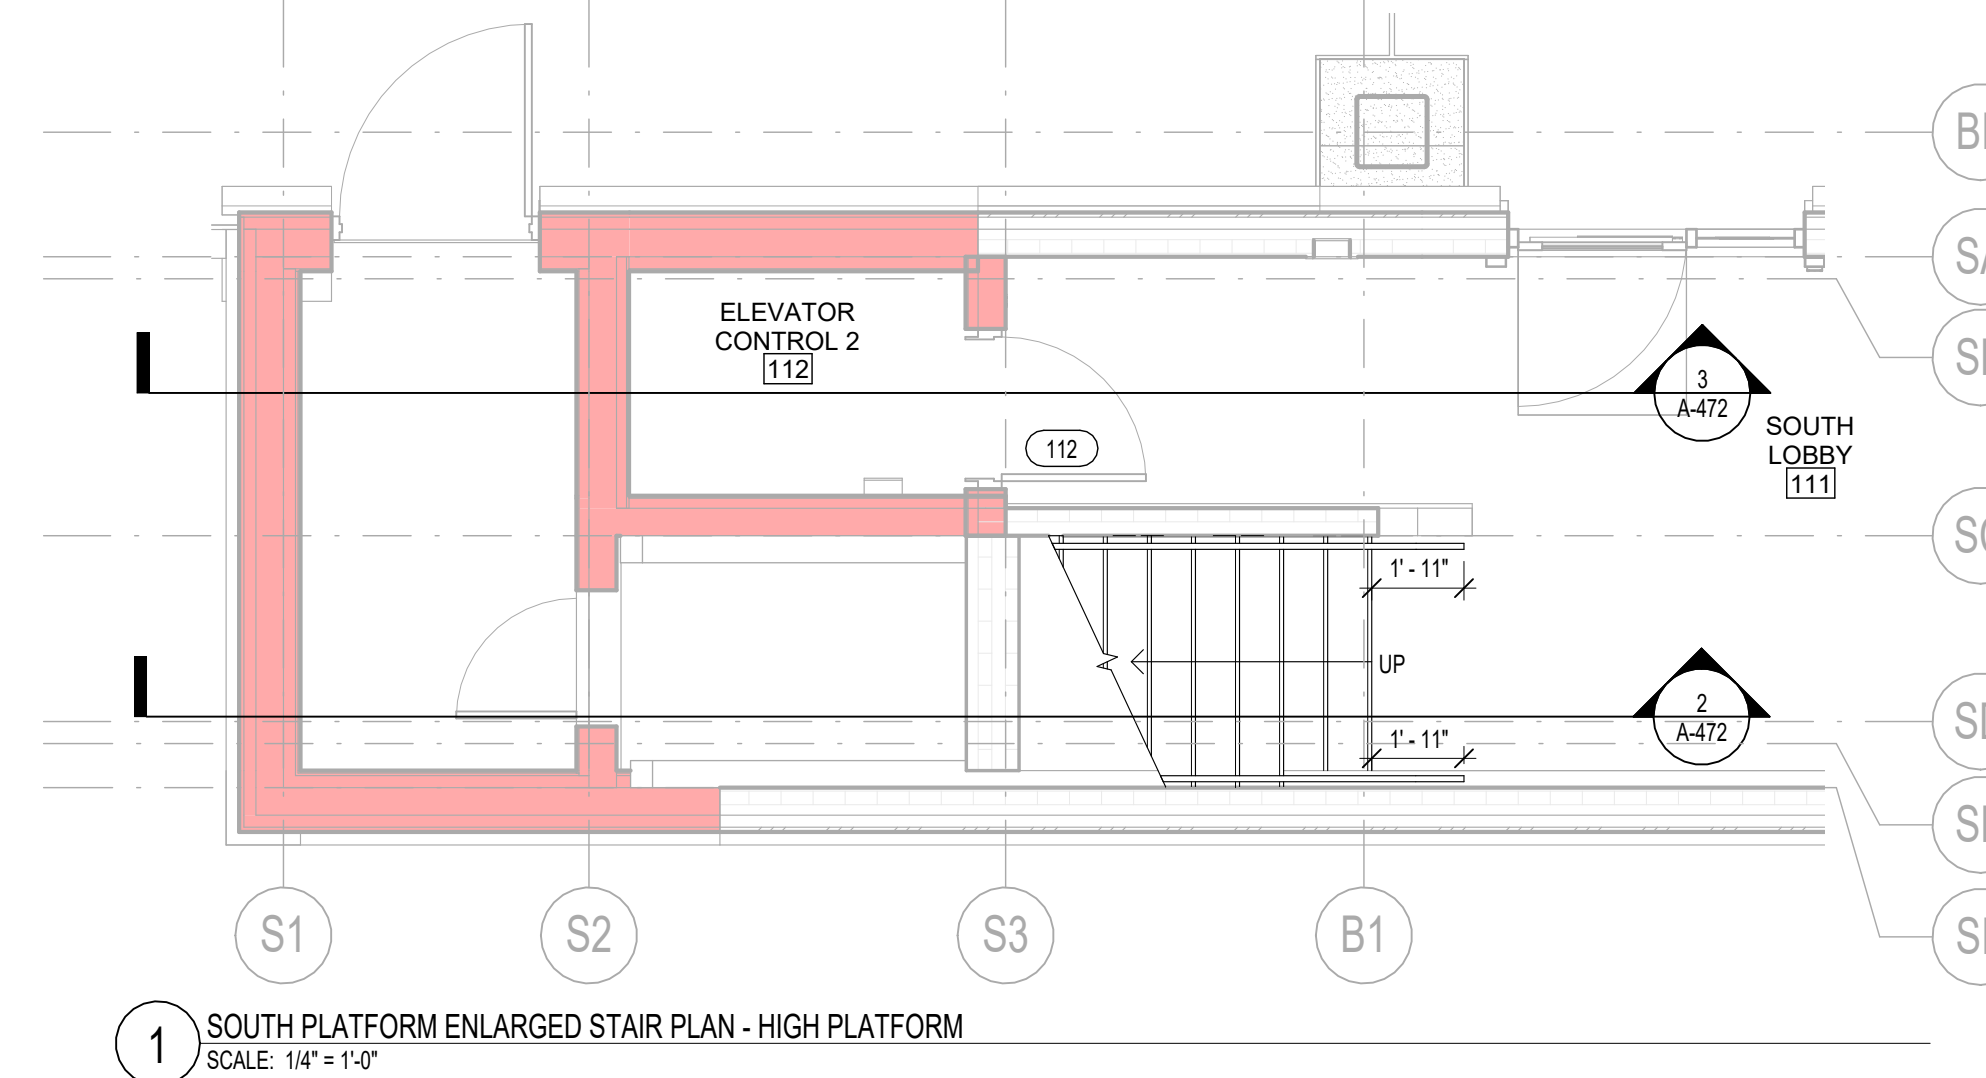 ELEVATOR
CONTROL 2
112
3
A-472
SOUTH
LOBBY
111
112
1' - 11"
UP
2
A-472
1' - 11"
S1
S2
S3
B1
1
SOUTH PLATFORM ENLARGED STAIR PLAN - HIGH PLATFORM
SCALE: 1/4" = 1'-0"